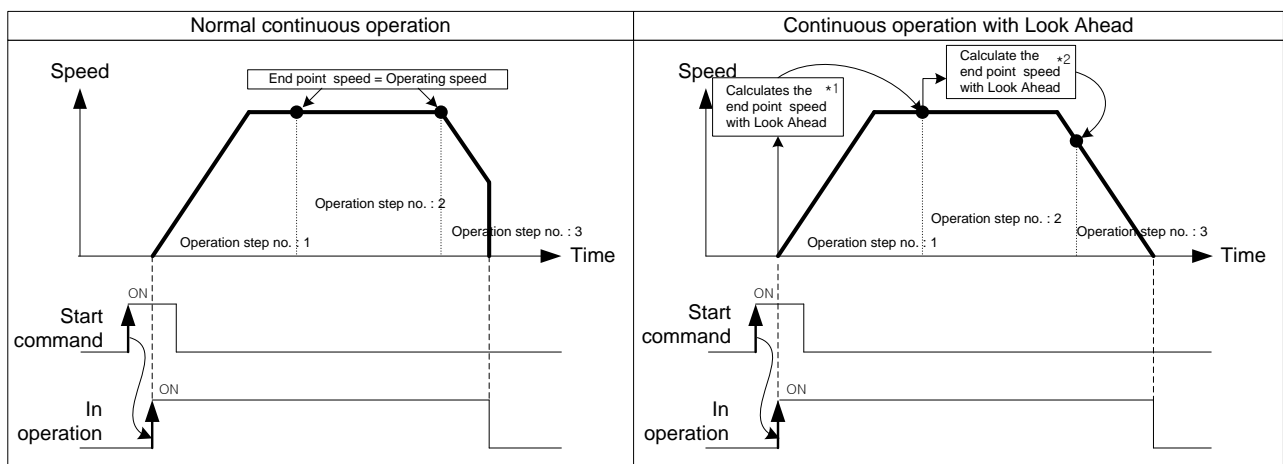 Normal continuous operation
Speed
End point speed = Operating speed
Operation step no. : 2
Operation step no. : 1
Operation step no. : 3
Time
ON
Start
command
ON
In
operation
Continuous operation with Look Ahead
Speed
Calculates the *1
end point speed
with Look Ahead
Calculate the *2
end point speed
with Look Ahead
Operation step no. : 2
Operation step no. : 1
Operation step no. : 3
Time
ON
Start
command
ON
In
operation